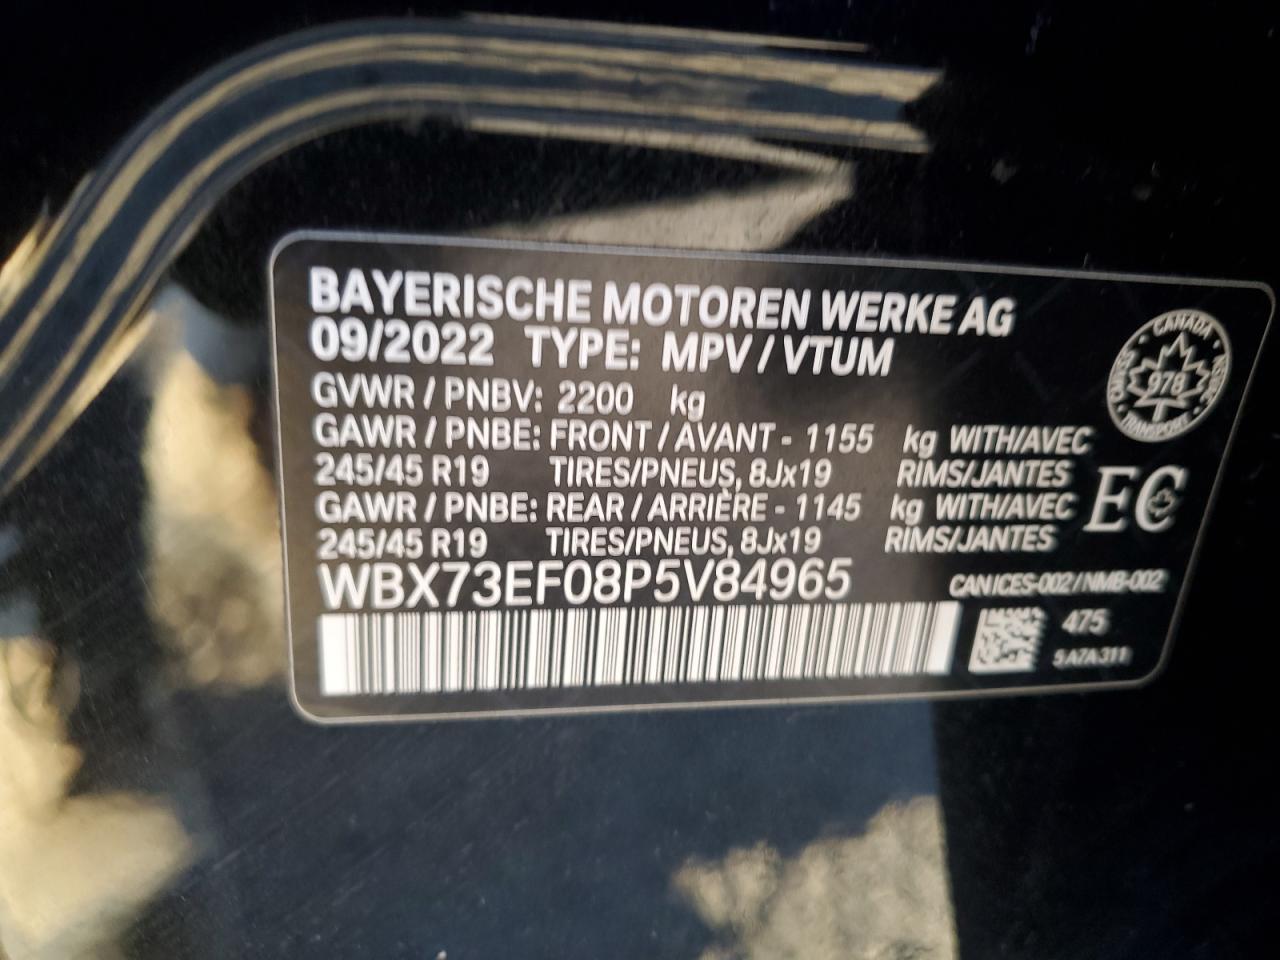 BAYERISCHE MOTOREN WERKE AG
09/2022 TYPE: MPV / VTUM
GVWR / PNBV: 2200 kg
GAWR / PNBE: FRONT / AVANT - 1155 kg WITH/AVEC
245/45 R19 TIRES/PNEUS, 8Jx19 RIMS/JANTES
GAWR / PNBE: REAR / ARRIÈRE - 1145 kg WITH/AVEC
245/45 R19 TIRES/PNEUS, 8Jx19 RIMS/JANTES
WBX73EF08P5V84965
CANADA
978
TRANSPORT
EC
CAN ICES-002 / NMB-002
475
5A7A311